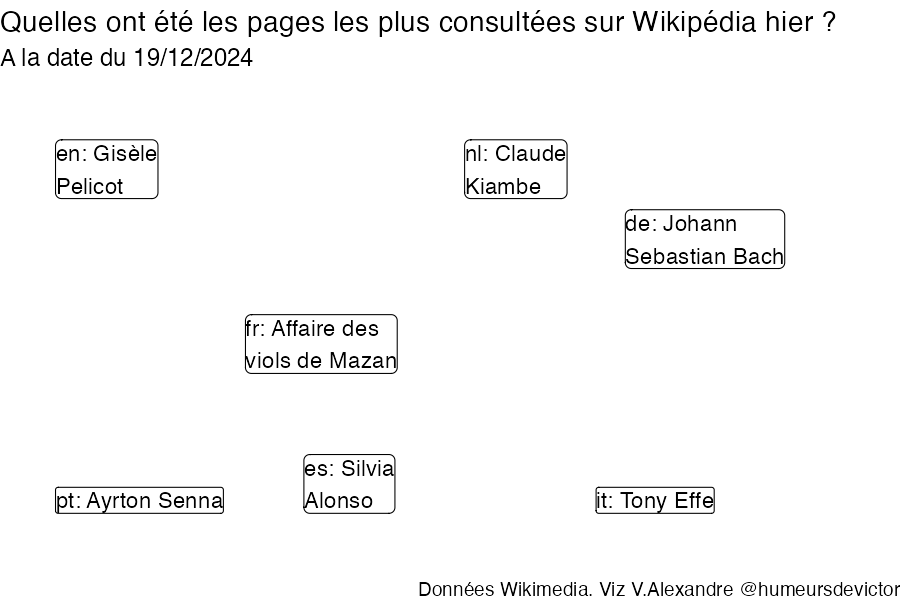 Quelles ont été les pages les plus consultées sur Wikipédia hier ?
A la date du 19/12/2024
en: Gisèle
Pelicot
nl: Claude
Kiambe
de: Johann
Sebastian Bach
fr: Affaire des
viols de Mazan
es: Silvia
Alonso
pt: Ayrton Senna
it: Tony Effe
Données Wikimedia. Viz V.Alexandre @humeursdevictor